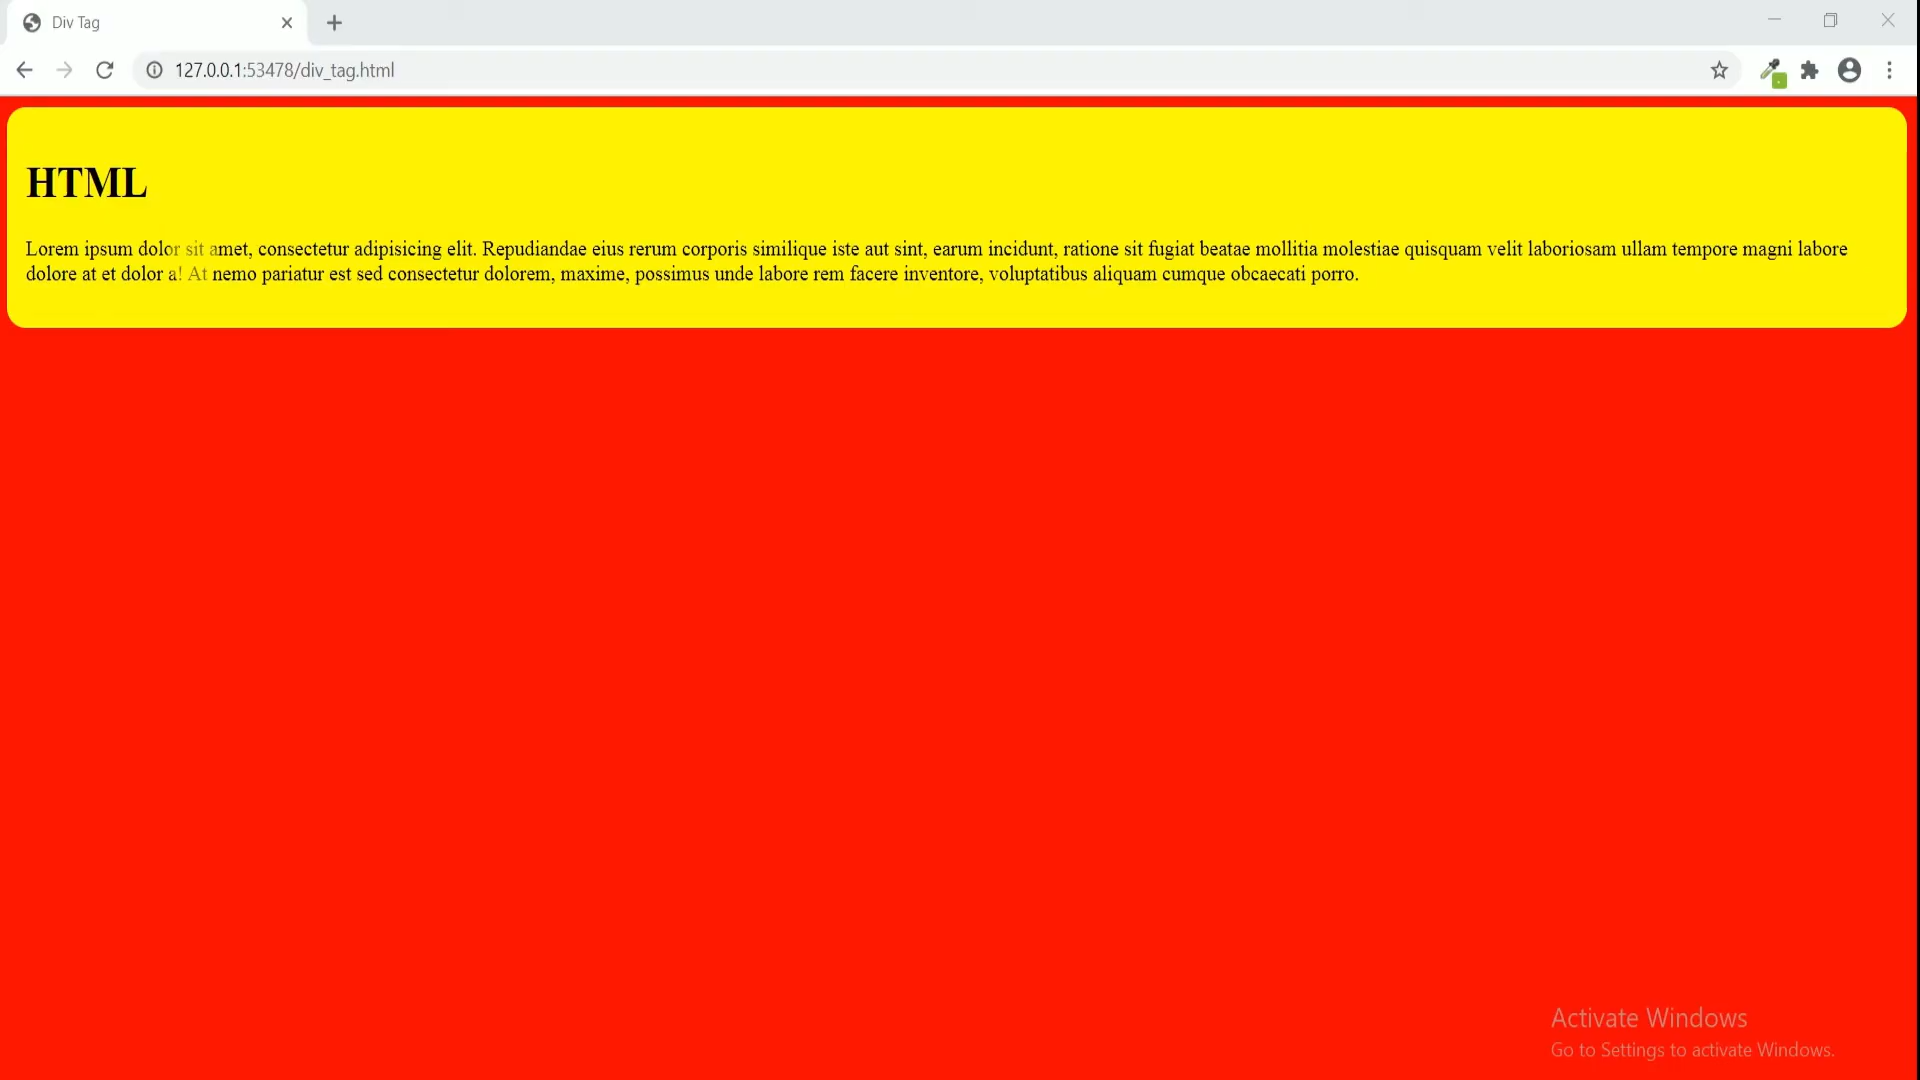 Div Tag
127.0.0.1:53478/div_tag.html
HTML
Lorem ipsum dolor sit amet, consectetur adipisicing elit. Repudiandae eius rerum corporis similique iste aut sint, earum incidunt, ratione sit fugiat beatae mollitia molestiae quisquam velit laboriosam ullam tempore magni labore
dolore at et dolor a! At nemo pariatur est sed consectetur dolorem, maxime, possimus unde labore rem facere inventore, voluptatibus aliquam cumque obcaecati porro.
Activate Windows
Go to Settings to activate Windows.